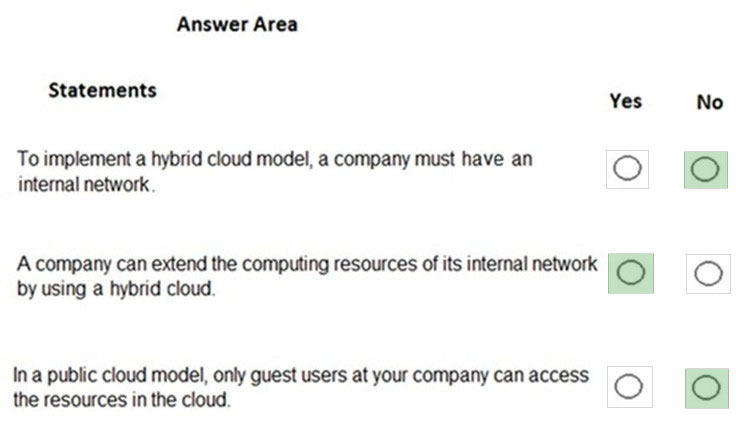 Answer Area
Statements
Yes No
To implement a hybrid cloud model, a company must have an
internal network.
A company can extend the computing resources of its internal network
by using a hybrid cloud.
In a public cloud model, only guest users at your company can access
the resources in the cloud.